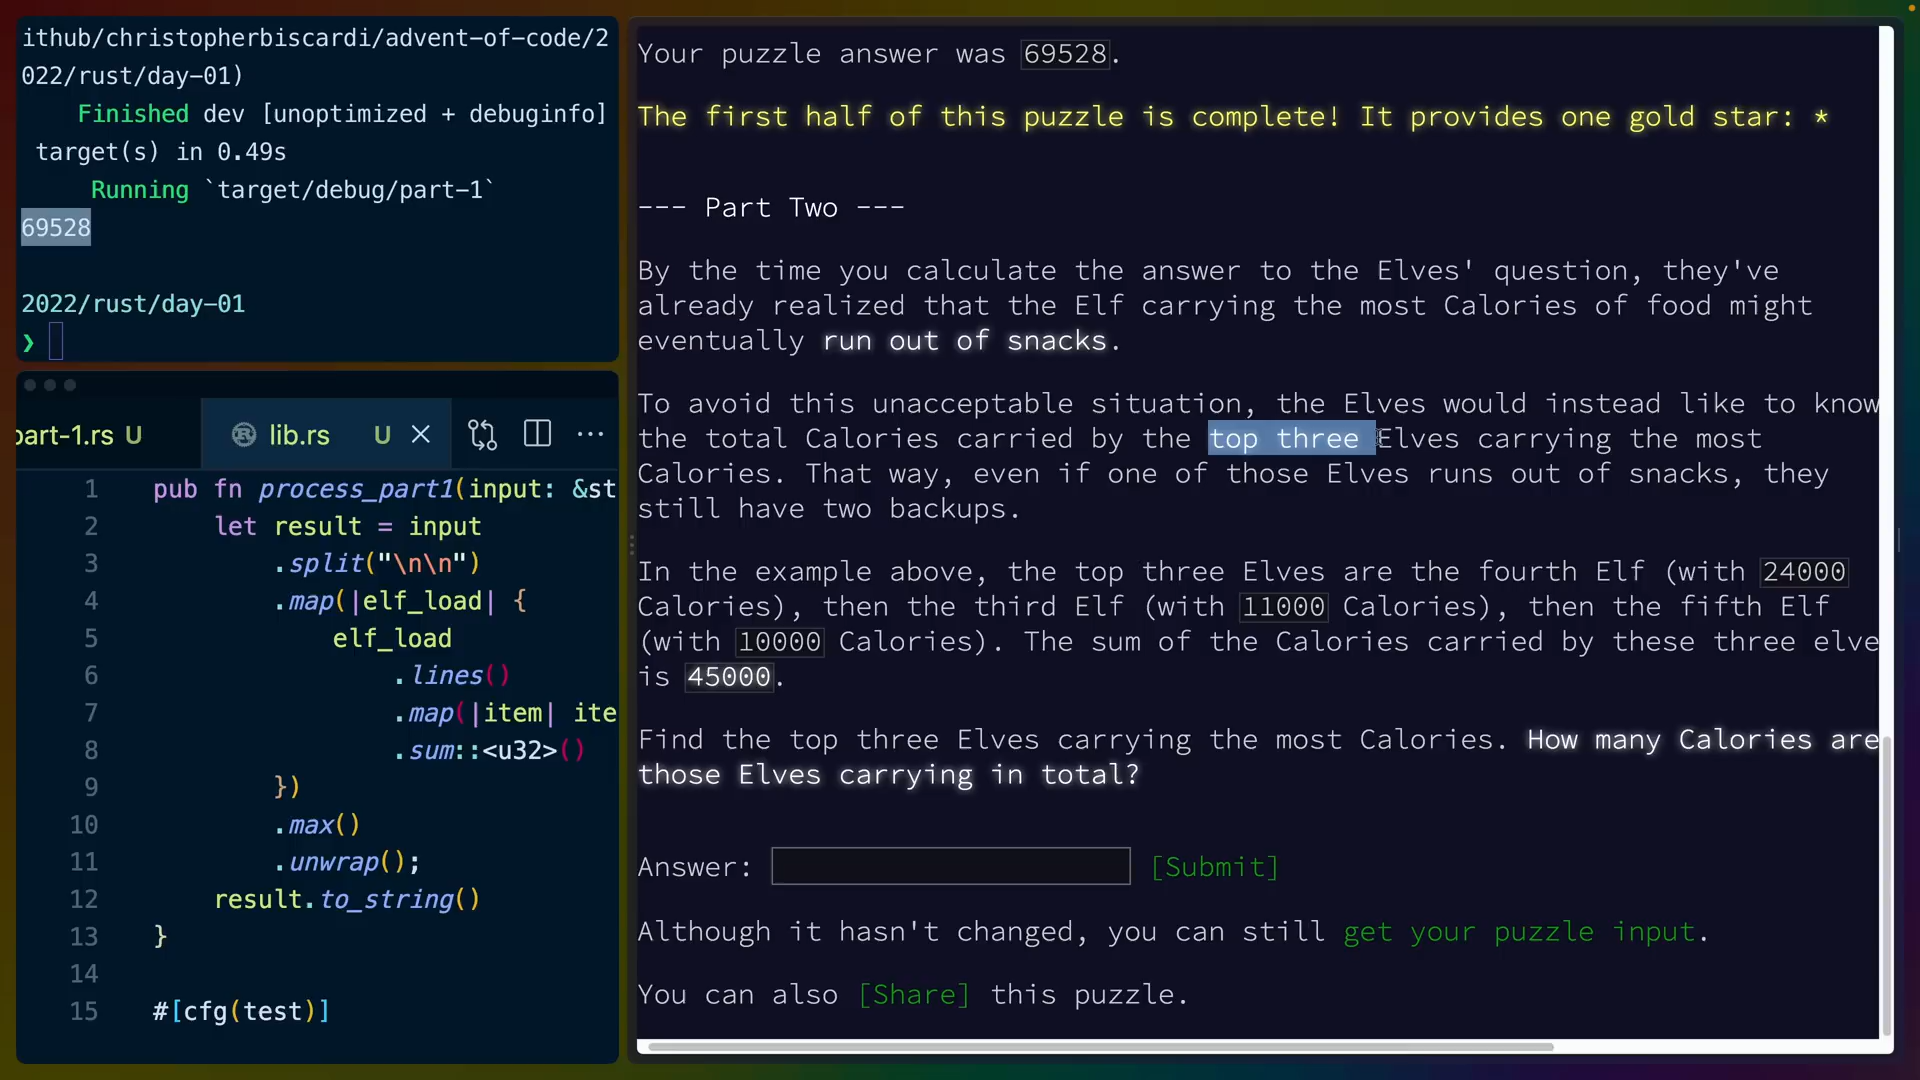 ithub/christopherbiscardi/advent-of-code/2
022/rust/day-01)
Finished dev [unoptimized + debuginfo]
target(s) in 0.49s
Running `target/debug/part-1`
69528
2022/rust/day-01
❯
part-1.rs U
lib.rs U
1 pub fn process_part1(input: &st
2 let result = input
3 .split("\n\n")
4 .map(|elf_load| {
5 elf_load
6 .lines()
7 .map(|item| ite
8 .sum::<u32>()
9 })
10 .max()
11 .unwrap();
12 result.to_string()
13 }
14
15 #[cfg(test)]
Your puzzle answer was 69528.
The first half of this puzzle is complete! It provides one gold star: *
--- Part Two ---
By the time you calculate the answer to the Elves' question, they've
already realized that the Elf carrying the most Calories of food might
eventually run out of snacks.
To avoid this unacceptable situation, the Elves would instead like to know
the total Calories carried by the top three Elves carrying the most
Calories. That way, even if one of those Elves runs out of snacks, they
still have two backups.
In the example above, the top three Elves are the fourth Elf (with 24000
Calories), then the third Elf (with 11000 Calories), then the fifth Elf
(with 10000 Calories). The sum of the Calories carried by these three elve
is 45000.
Find the top three Elves carrying the most Calories. How many Calories are
those Elves carrying in total?
Answer: [Submit]
Although it hasn't changed, you can still get your puzzle input.
You can also [Share] this puzzle.